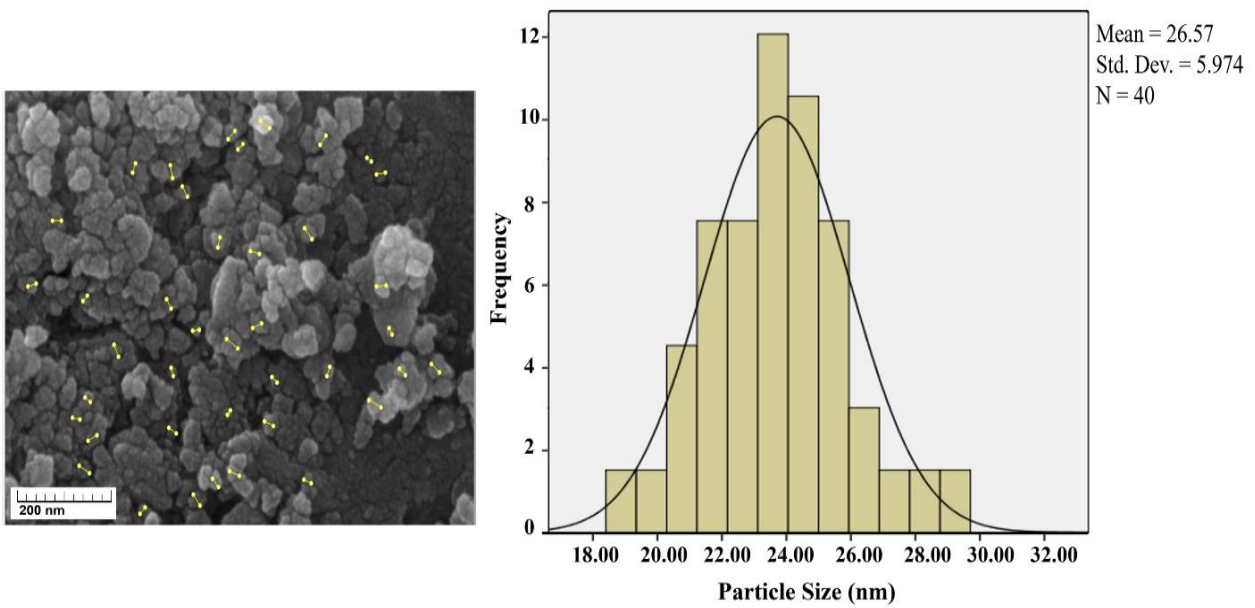 200 nm
Mean = 26.57
Std. Dev. = 5.974
N = 40
Frequency
12
10
8
6
4
2
0
18.00 20.00 22.00 24.00 26.00 28.00 30.00 32.00
Particle Size (nm)